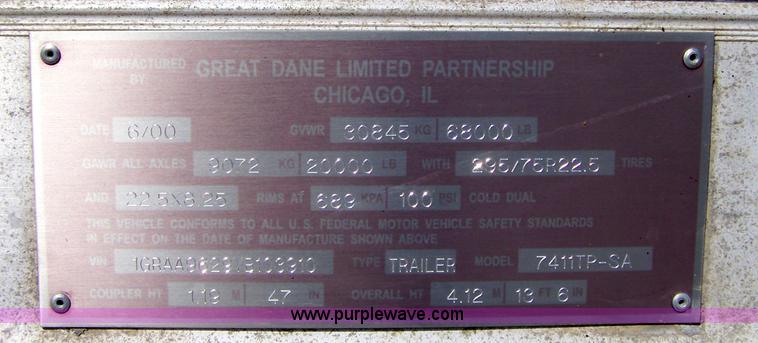 MANUFACTURED BY GREAT DANE LIMITED PARTNERSHIP
CHICAGO, IL
DATE 6/00 GVWR 30845 KG 68000 LB
GAWR ALL AXLES 9072 KG 20000 LB WITH 295/75R22.5 TIRES
AND 22.5X8.25 RIMS AT 689 KPA 100 PSI COLD DUAL
THIS VEHICLE CONFORMS TO ALL U.S. FEDERAL MOTOR VEHICLE SAFETY STANDARDS
IN EFFECT ON THE DATE OF MANUFACTURE SHOWN ABOVE
VIN TYPE TRAILER MODEL 7411TP-SA
COUPLER HT 1.19 M 47 IN OVERALL HT 4.12 M 13 FT 6 IN
www.purplewave.com